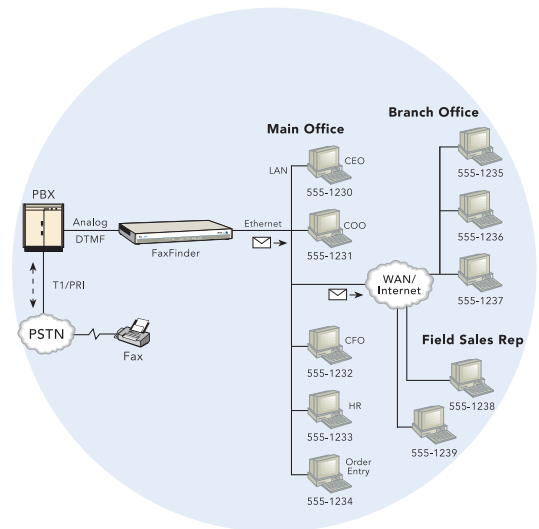 Branch Office
Main Office
CEO
LAN
555-1230
555-1235
PBX
Analog
DTMF
FaxFinder
Ethernet
COO
555-1231
555-1236
T1/PRI
WAN/
Internet
555-1237
PSTN
Fax
CFO
555-1232
Field Sales Rep
555-1238
HR
555-1233
555-1239
Order
Entry
555-1234